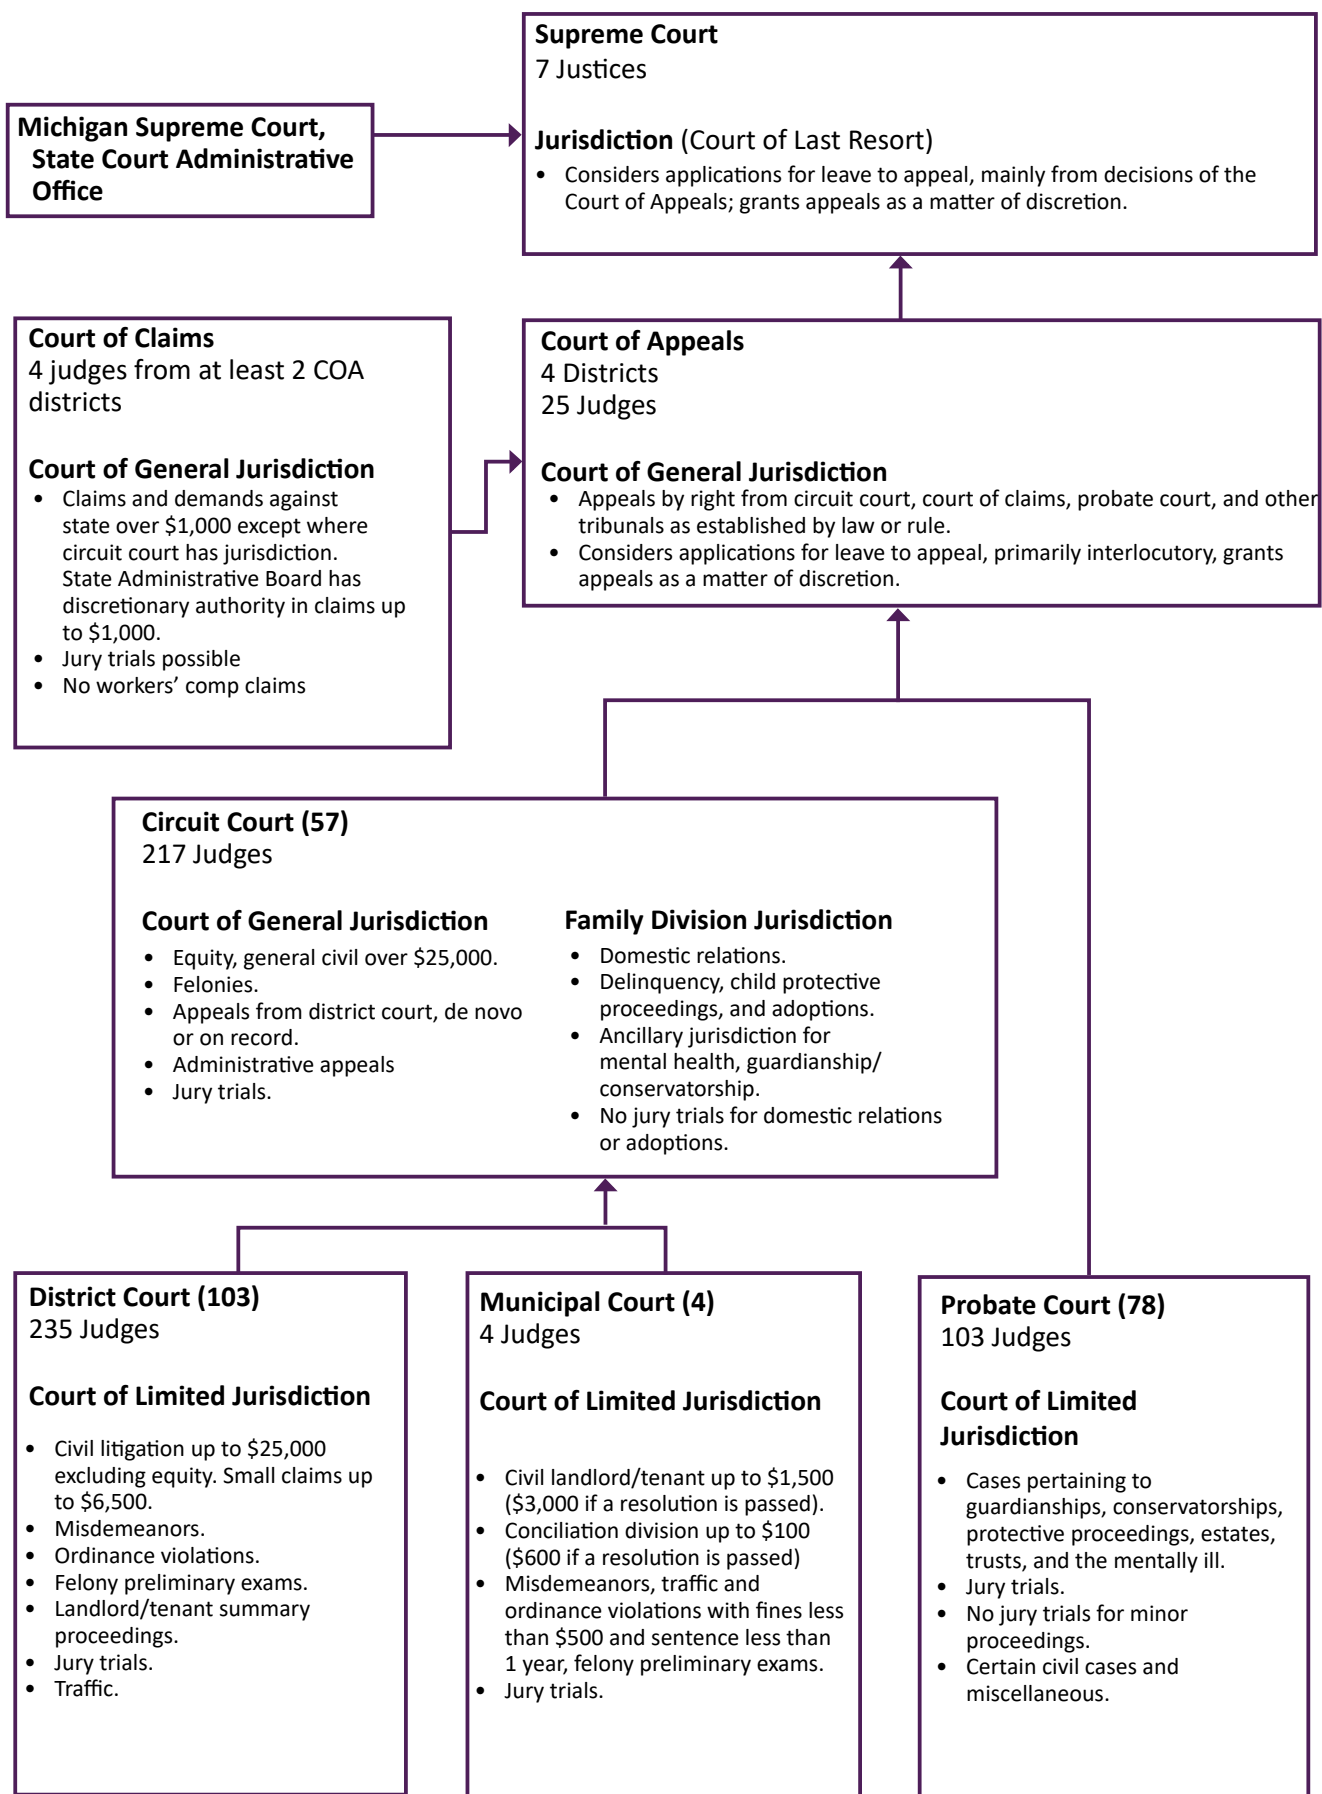 Supreme Court
7 Justices
Jurisdiction (Court of Last Resort)
• Considers applications for leave to appeal, mainly from decisions of the
Court of Appeals; grants appeals as a matter of discretion.
Michigan Supreme Court,
State Court Administrative
Office
Court of Claims
4 judges from at least 2 COA
districts
Court of General Jurisdiction
• Claims and demands against
state over $1,000 except where
circuit court has jurisdiction.
State Administrative Board has
discretionary authority in claims up
to $1,000.
• Jury trials possible
• No workers’ comp claims
Court of Appeals
4 Districts
25 Judges
Court of General Jurisdiction
• Appeals by right from circuit court, court of claims, probate court, and other
tribunals as established by law or rule.
• Considers applications for leave to appeal, primarily interlocutory, grants
appeals as a matter of discretion.
Circuit Court (57)
217 Judges
Court of General Jurisdiction
• Equity, general civil over $25,000.
• Felonies.
• Appeals from district court, de novo
or on record.
• Administrative appeals
• Jury trials.
Family Division Jurisdiction
• Domestic relations.
• Delinquency, child protective
proceedings, and adoptions.
• Ancillary jurisdiction for
mental health, guardianship/
conservatorship.
• No jury trials for domestic relations
or adoptions.
District Court (103)
235 Judges
Court of Limited Jurisdiction
• Civil litigation up to $25,000
excluding equity. Small claims up
to $6,500.
• Misdemeanors.
• Ordinance violations.
• Felony preliminary exams.
• Landlord/tenant summary
proceedings.
• Jury trials.
• Traffic.
Municipal Court (4)
4 Judges
Court of Limited Jurisdiction
• Civil landlord/tenant up to $1,500
($3,000 if a resolution is passed).
• Conciliation division up to $100
($600 if a resolution is passed)
• Misdemeanors, traffic and
ordinance violations with fines less
than $500 and sentence less than
1 year, felony preliminary exams.
• Jury trials.
Probate Court (78)
103 Judges
Court of Limited
Jurisdiction
• Cases pertaining to
guardianships, conservatorships,
protective proceedings, estates,
trusts, and the mentally ill.
• Jury trials.
• No jury trials for minor
proceedings.
• Certain civil cases and
miscellaneous.